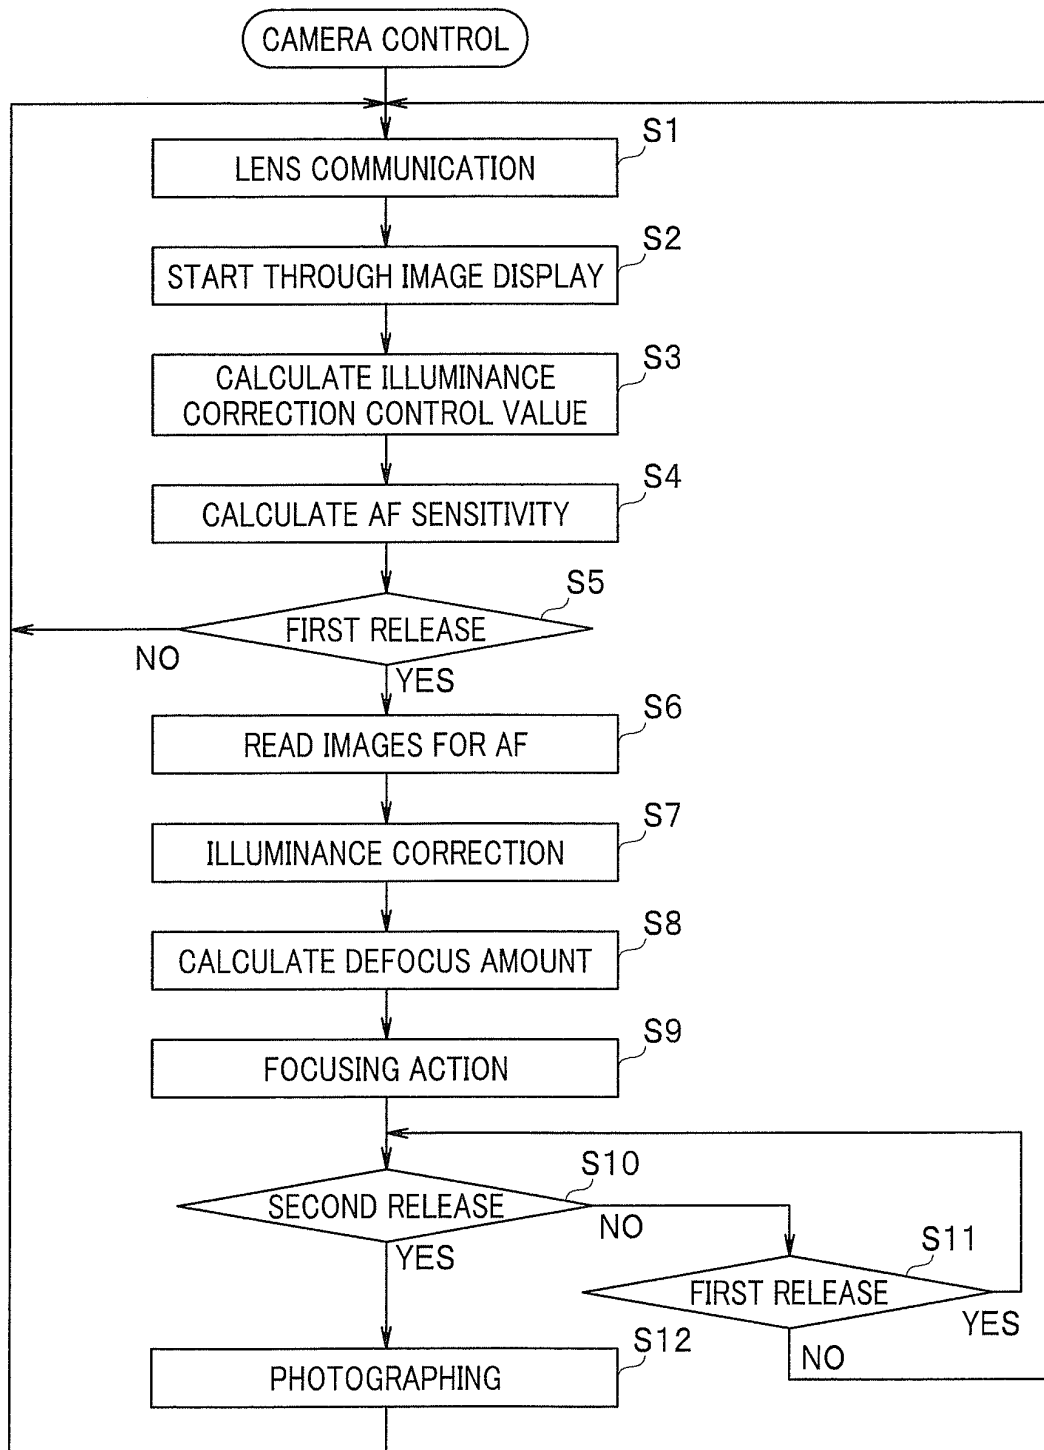 CAMERA CONTROL
S1
LENS COMMUNICATION
S2
START THROUGH IMAGE DISPLAY
S3
CALCULATE ILLUMINANCE
CORRECTION CONTROL VALUE
S4
CALCULATE AF SENSITIVITY
S5
FIRST RELEASE
NO
YES
S6
READ IMAGES FOR AF
S7
ILLUMINANCE CORRECTION
S8
CALCULATE DEFOCUS AMOUNT
S9
FOCUSING ACTION
S10
SECOND RELEASE
NO
YES
S11
FIRST RELEASE
YES
NO
S12
PHOTOGRAPHING